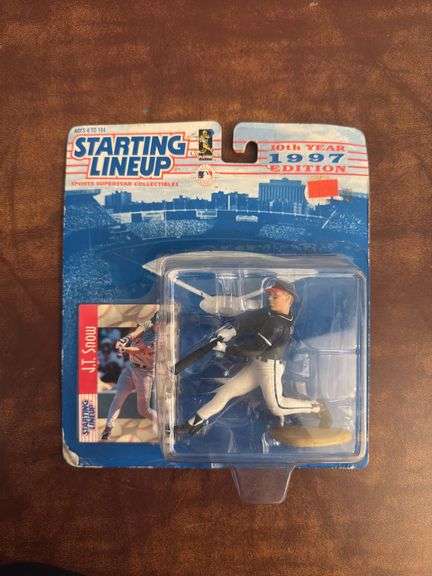 AGES 4 TO 104
STARTING
LINEUP
SPORTS SUPERSTAR COLLECTIBLES
10th YEAR
1997
EDITION
J.T. Snow
STARTING
LINEUP